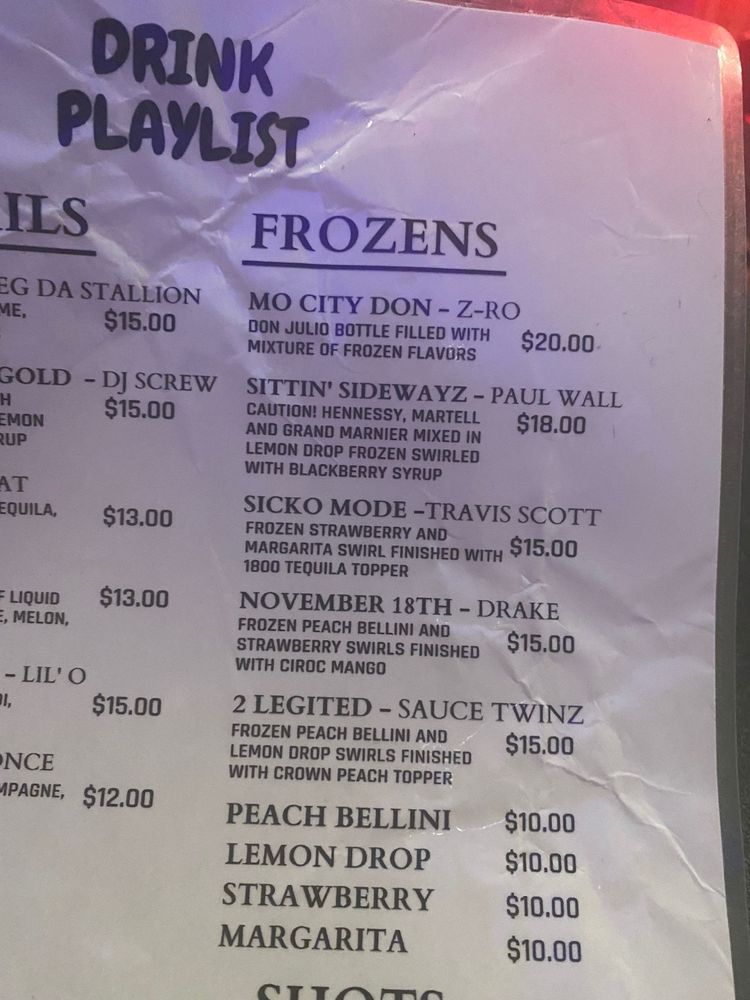 DRINK
PLAYLIST
ILS
EG DA STALLION
ME,
$15.00
GOLD - DJ SCREW
H
$15.00
EMON
RUP
AT
EQUILA,
$13.00
F LIQUID
$13.00
E, MELON,
- LIL' O
DI,
$15.00
ONCE
MPAGNE, $12.00
FROZENS
MO CITY DON - Z-RO
DON JULIO BOTTLE FILLED WITH
$20.00
MIXTURE OF FROZEN FLAVORS
SITTIN' SIDEWAYZ - PAUL WALL
CAUTION! HENNESSY, MARTELL
$18.00
AND GRAND MARNIER MIXED IN
LEMON DROP FROZEN SWIRLED
WITH BLACKBERRY SYRUP
SICKO MODE -TRAVIS SCOTT
FROZEN STRAWBERRY AND
MARGARITA SWIRL FINISHED WITH $15.00
1800 TEQUILA TOPPER
NOVEMBER 18TH - DRAKE
FROZEN PEACH BELLINI AND
STRAWBERRY SWIRLS FINISHED $15.00
WITH CIROC MANGO
2 LEGITED - SAUCE TWINZ
FROZEN PEACH BELLINI AND
$15.00
LEMON DROP SWIRLS FINISHED
WITH CROWN PEACH TOPPER
PEACH BELLINI $10.00
LEMON DROP $10.00
STRAWBERRY $10.00
MARGARITA $10.00
SHOTS